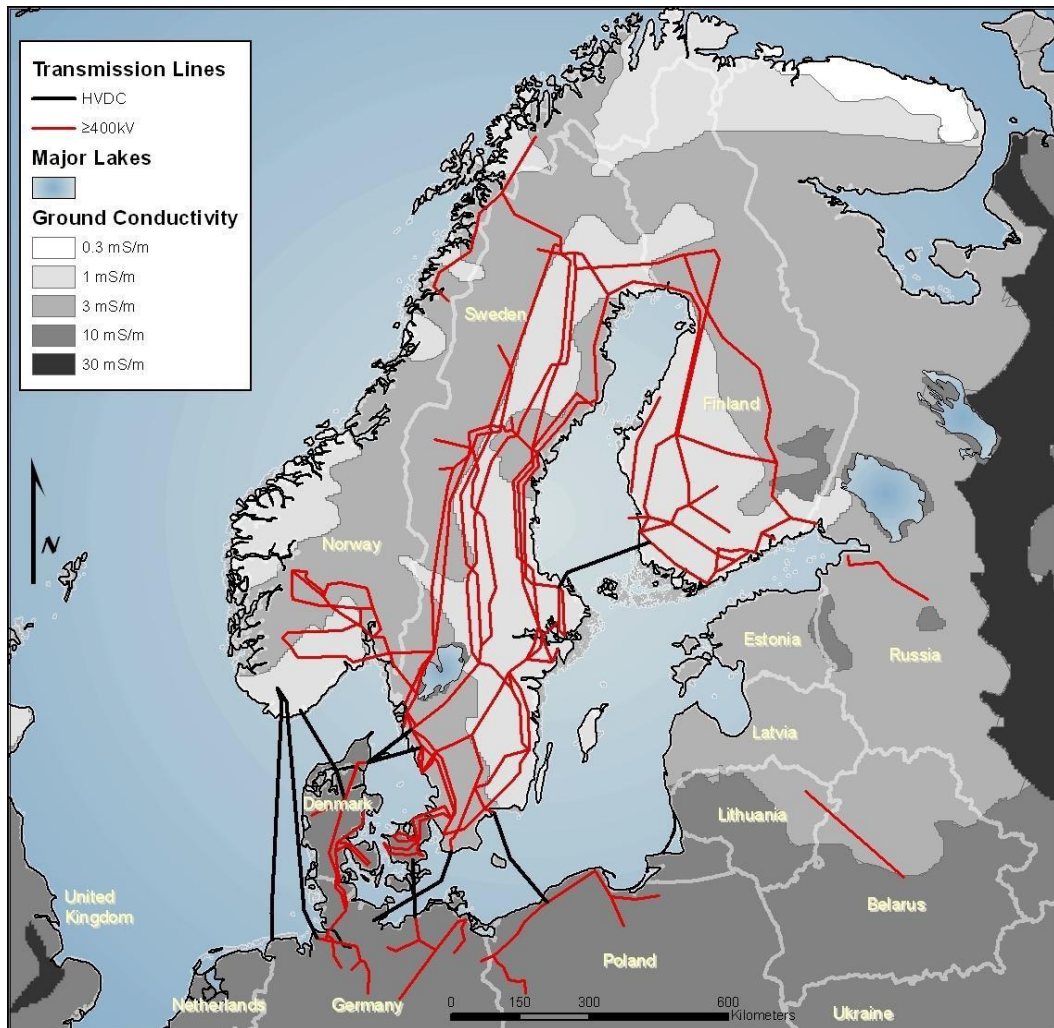 Transmission Lines
HVDC
≥400kV
Major Lakes
Ground Conductivity
0.3 mS/m
1 mS/m
3 mS/m
10 mS/m
30 mS/m
Sweden
Finland
N
Norway
Estonia
Russia
Latvia
Denmark
Lithuania
United
Kingdom
Belarus
Poland
Netherlands
Germany
0 150 300 600
Kilometers
Ukraine